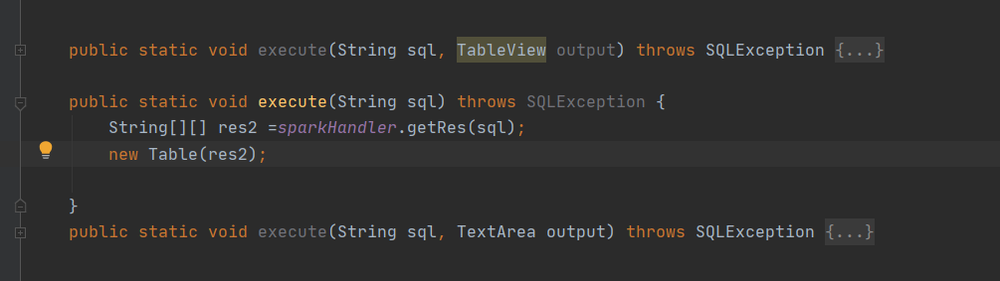 public static void execute(String sql, TableView output) throws SQLException {...}
public static void execute(String sql) throws SQLException {
String[][] res2 =sparkHandler.getRes(sql);
new Table(res2);
}
public static void execute(String sql, TextArea output) throws SQLException {...}